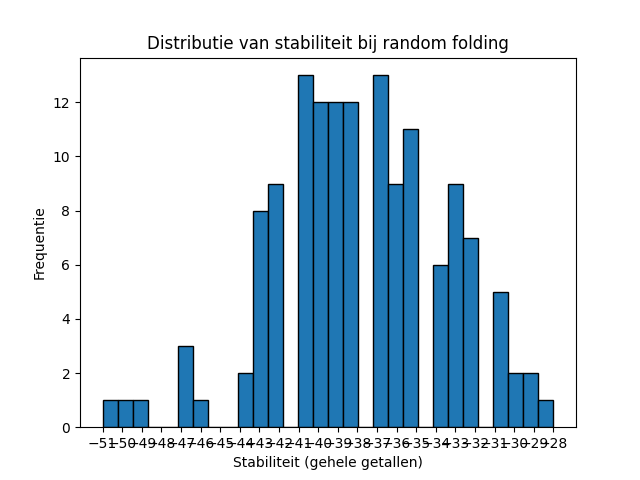 Distributie van stabiliteit bij random folding
Frequentie
12
10
8
6
4
2
0
−51 −50 −49 −48 −47 −46 −45 −44 −43 −42 −41 −40 −39 −38 −37 −36 −35 −34 −33 −32 −31 −30 −29 −28
Stabiliteit (gehele getallen)